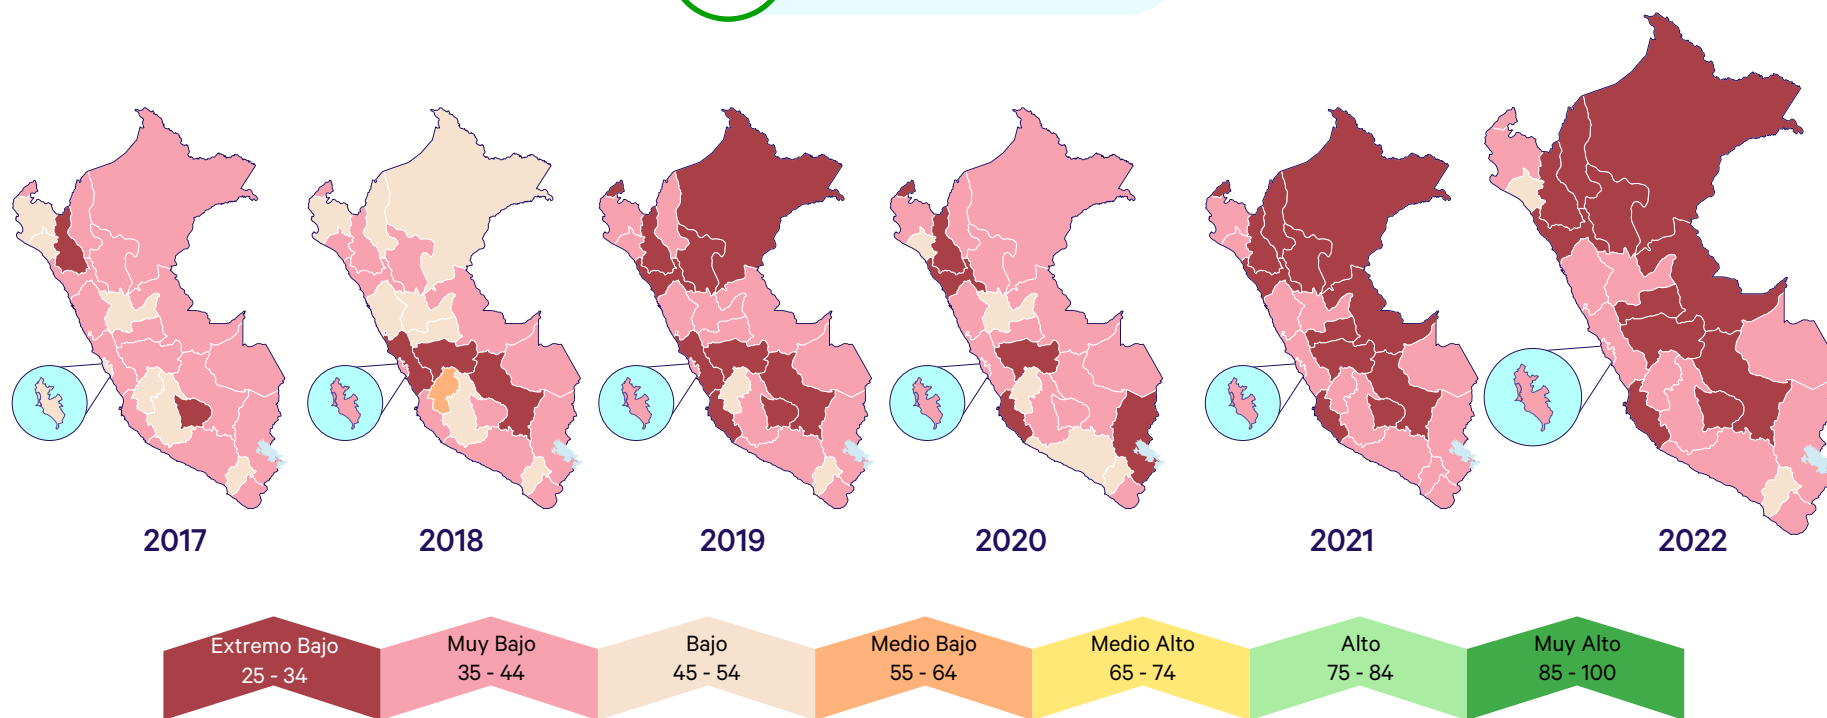 2017
2018
2019
2020
2021
2022
Extremo Bajo
25 - 34
Muy Bajo
35 - 44
Bajo
45 - 54
Medio Bajo
55 - 64
Medio Alto
65 - 74
Alto
75 - 84
Muy Alto
85 - 100